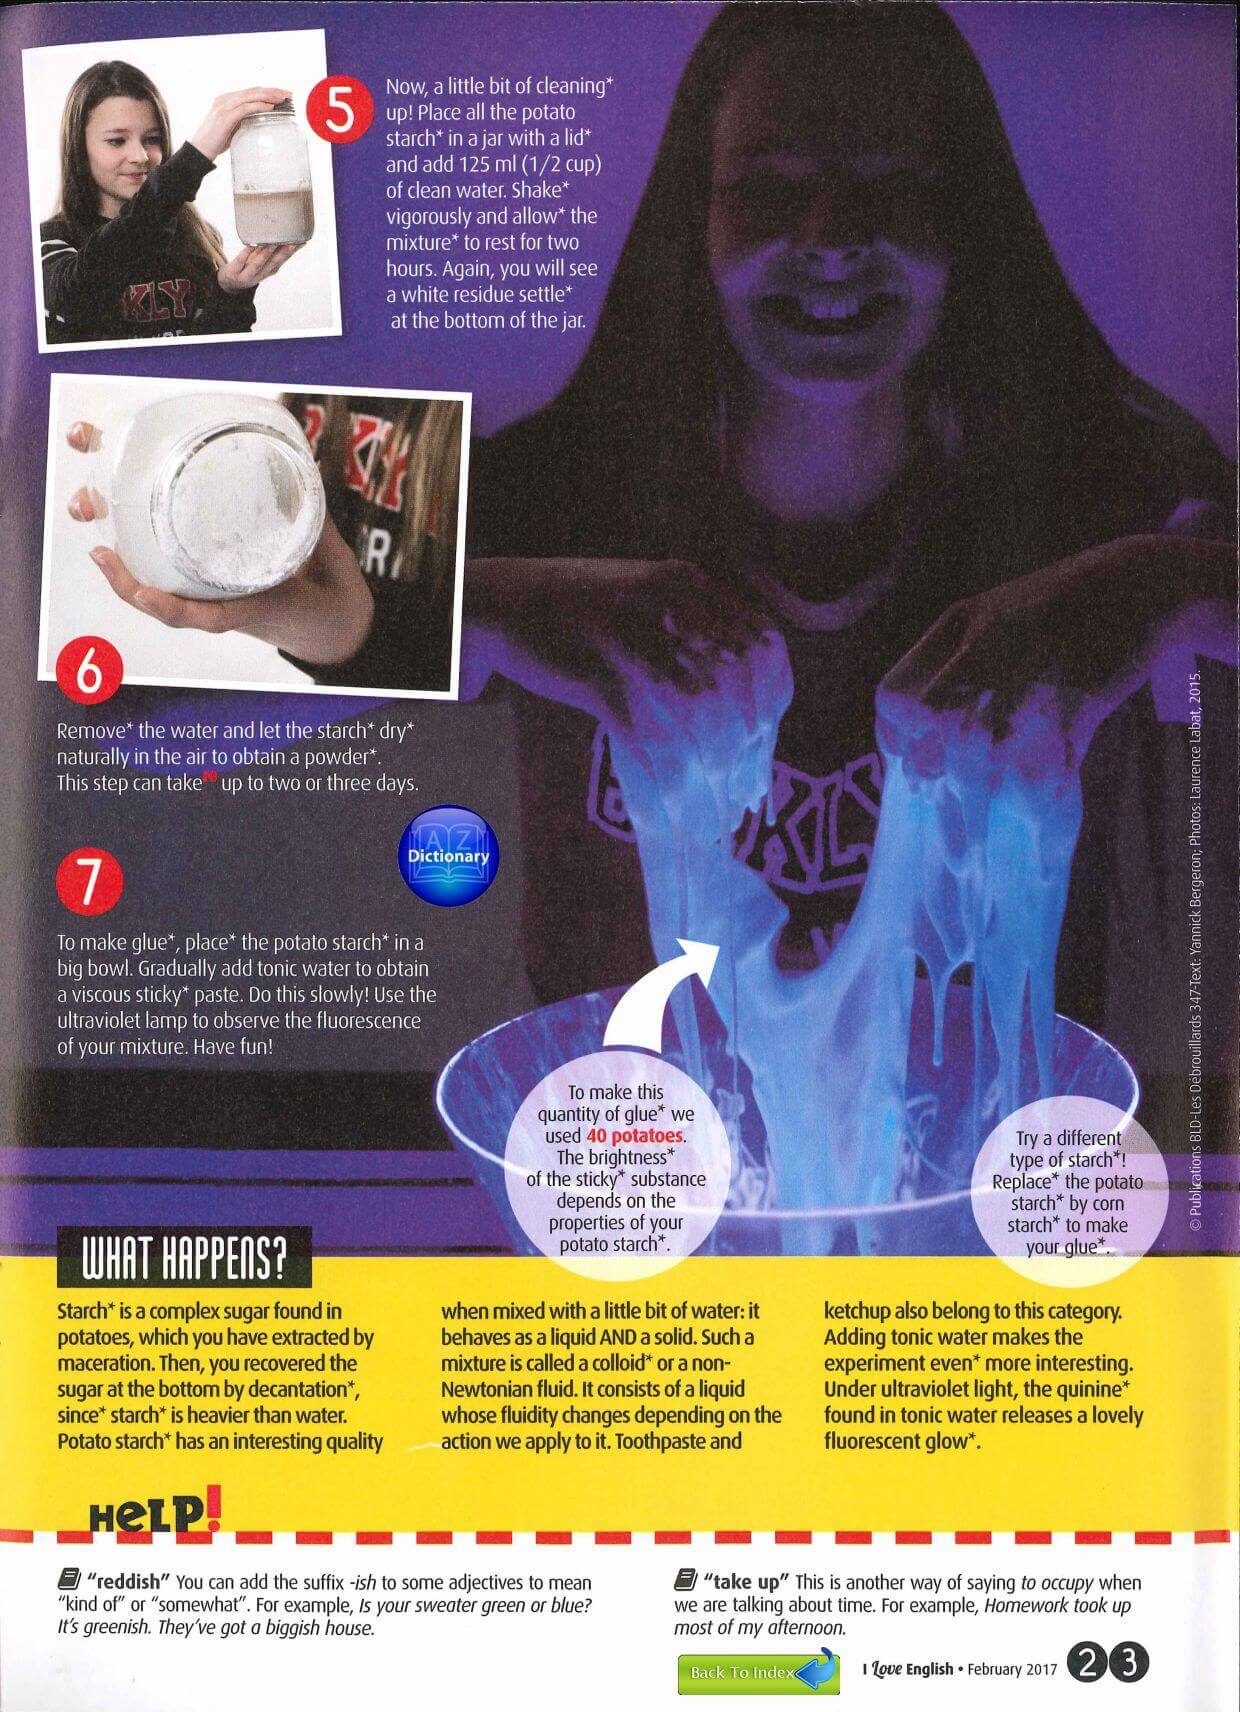 5
Now, a little bit of cleaning*
up! Place all the potato
starch* in a jar with a lid*
and add 125 ml (1/2 cup)
of clean water. Shake*
vigorously and allow* the
mixture* to rest for two
hours. Again, you will see
a white residue settle*
at the bottom of the jar.
KLY
6
Remove* the water and let the starch* dry*
naturally in the air to obtain a powder*.
This step can take up to two or three days.
A Z
Dictionary
7
To make glue*, place* the potato starch* in a
big bowl. Gradually add tonic water to obtain
a viscous sticky* paste. Do this slowly! Use the
ultraviolet lamp to observe the fluorescence
of your mixture. Have fun!
To make this
quantity of glue* we
used 40 potatoes.
The brightness*
of the sticky* substance
depends on the
properties of your
potato starch*.
Try a different
type of starch*!
Replace* the potato
starch* by corn
starch* to make
your glue*.
© Publications BLD-Les Débrouillards 347-Text: Yannick Bergeron; Photos: Laurence Labat, 2015.
WHAT HAPPENS?
Starch* is a complex sugar found in
potatoes, which you have extracted by
maceration. Then, you recovered the
sugar at the bottom by decantation*,
since* starch* is heavier than water.
Potato starch* has an interesting quality
when mixed with a little bit of water: it
behaves as a liquid AND a solid. Such a
mixture is called a colloid* or a non-
Newtonian fluid. It consists of a liquid
whose fluidity changes depending on the
action we apply to it. Toothpaste and
ketchup also belong to this category.
Adding tonic water makes the
experiment even* more interesting.
Under ultraviolet light, the quinine*
found in tonic water releases a lovely
fluorescent glow*.
HELP!
"reddish" You can add the suffix -ish to some adjectives to mean
"kind of" or "somewhat". For example, Is your sweater green or blue?
It's greenish. They've got a biggish house.
"take up" This is another way of saying to occupy when
we are talking about time. For example, Homework took up
most of my afternoon.
Back To Index
I Love English • February 2017 23